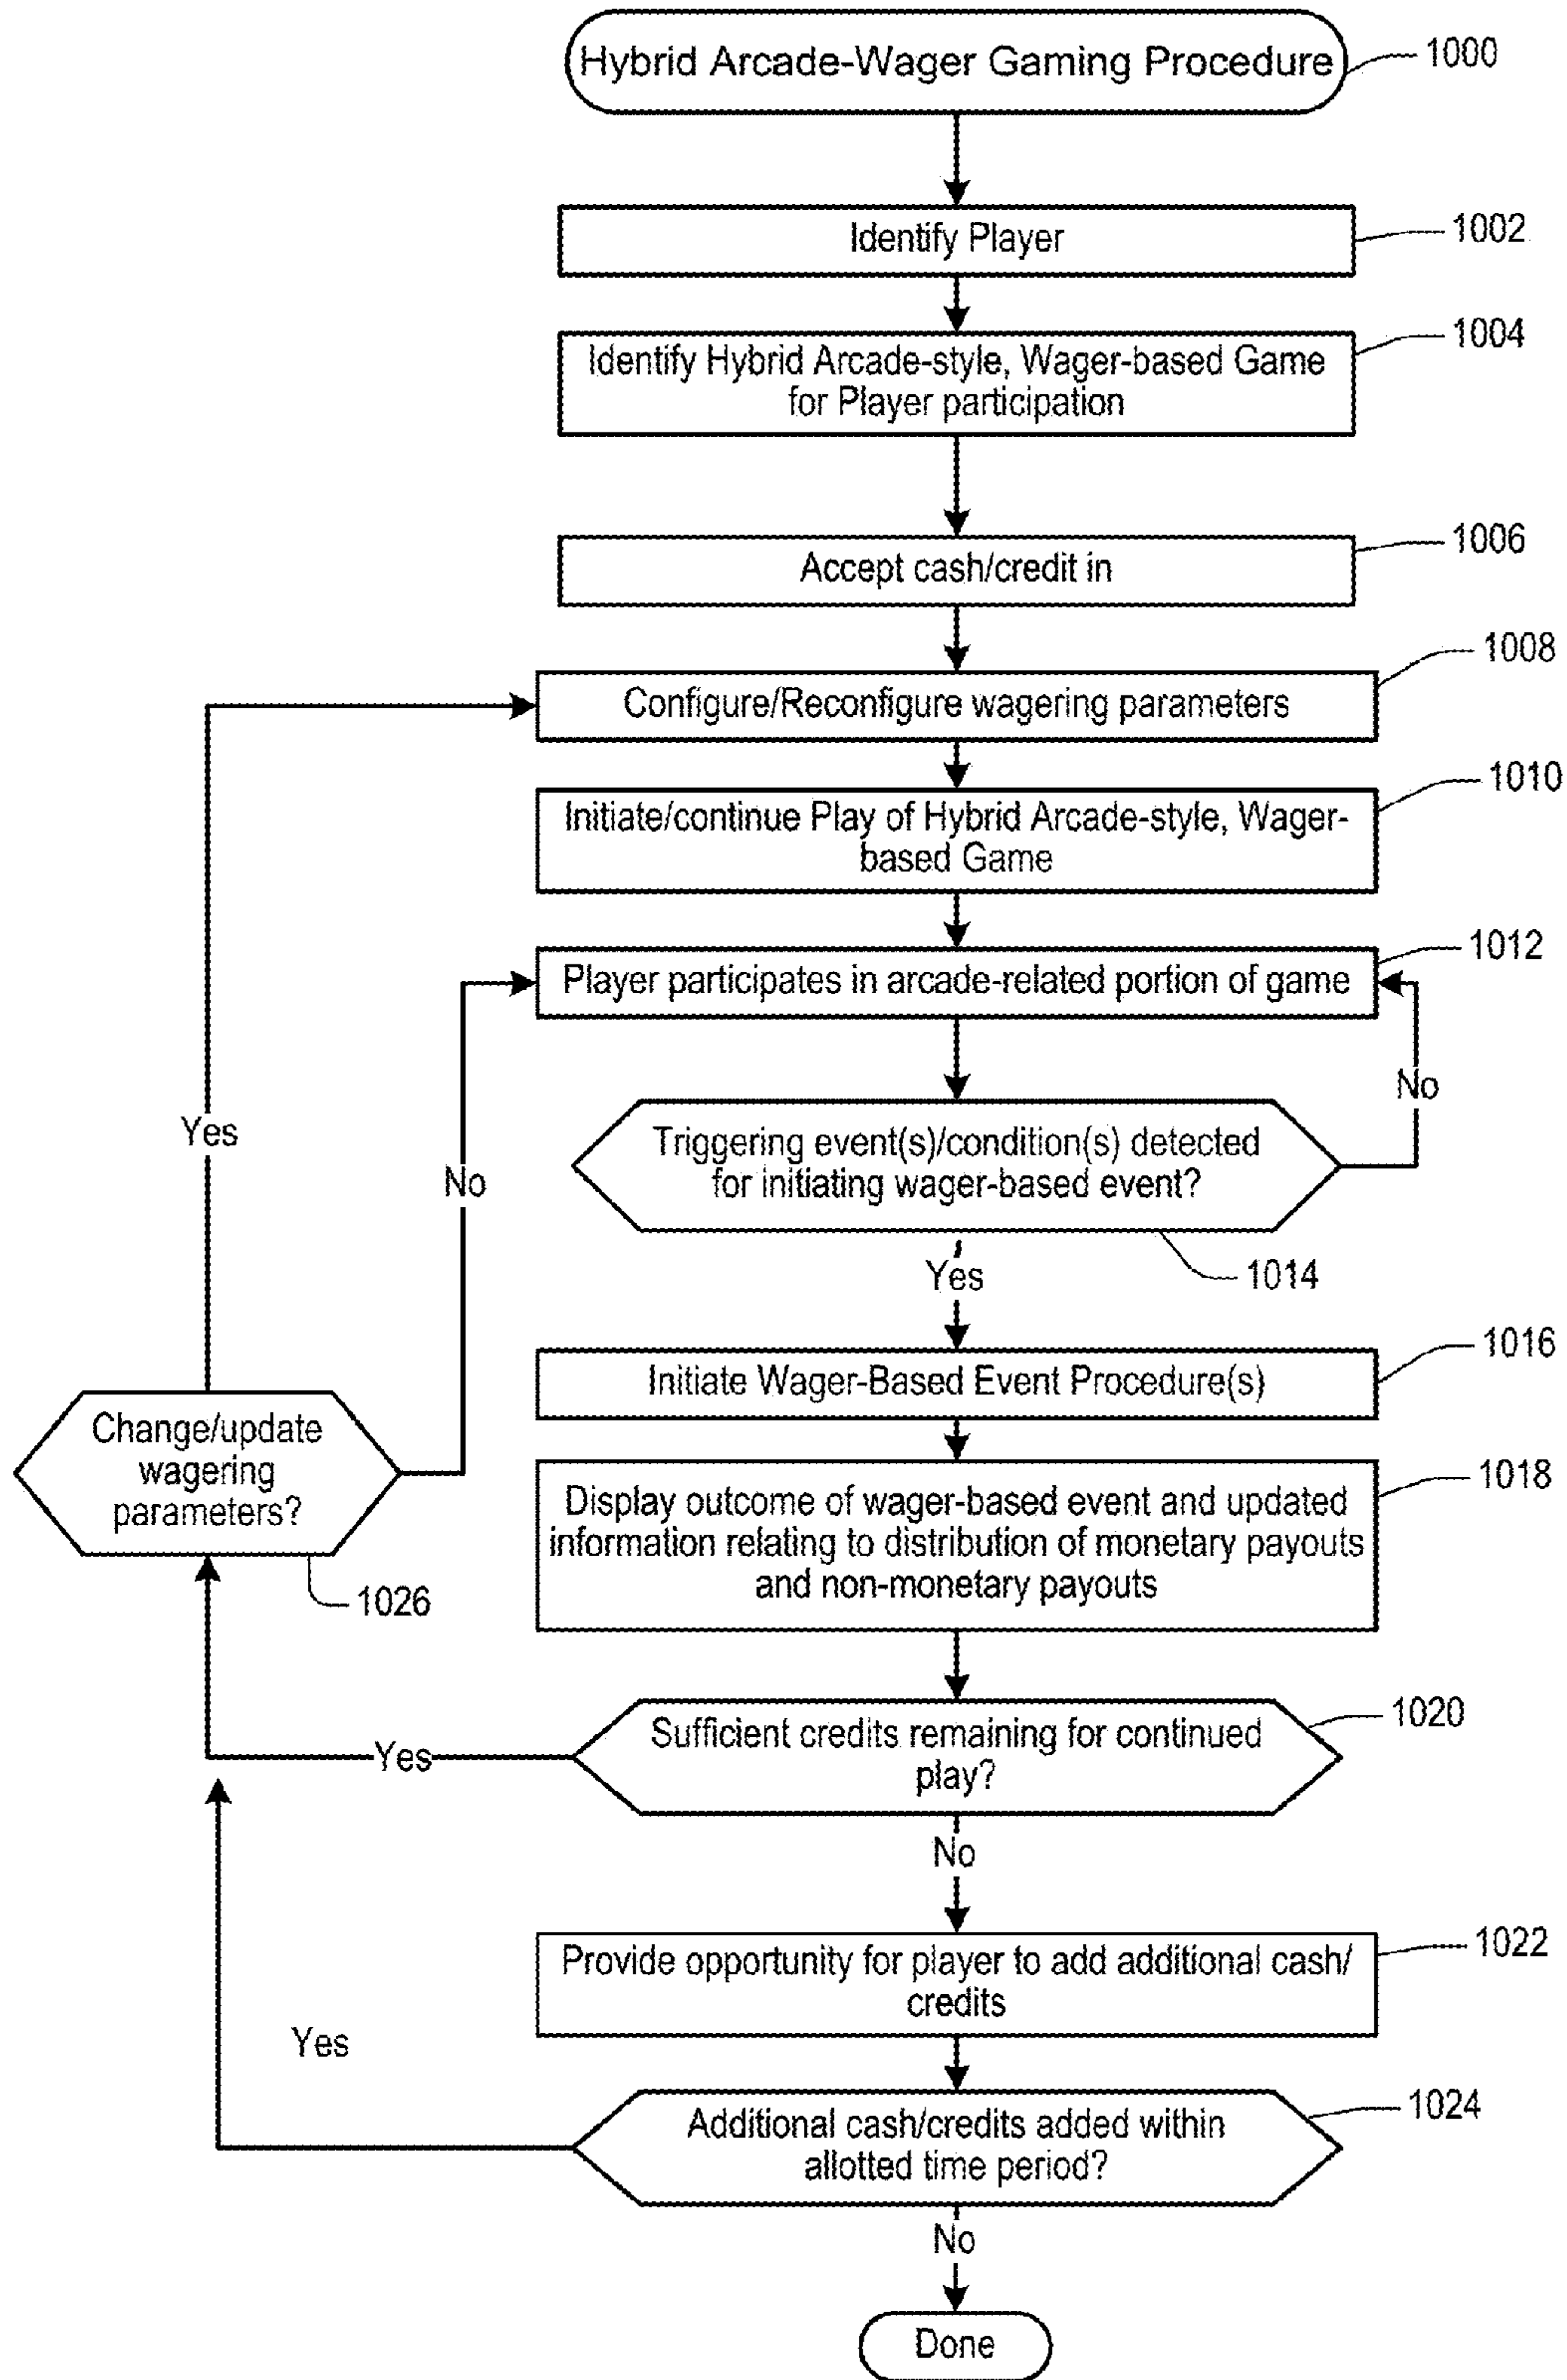 Hybrid Arcade-Wager Gaming Procedure
1000
Identify Player
1002
Identify Hybrid Arcade-style, Wager-based Game
for Player participation
1004
Accept cash/credit in
1006
Configure/Reconfigure wagering parameters
1008
Initiate/continue Play of Hybrid Arcade-style, Wager-
based Game
1010
Player participates in arcade-related portion of game
1012
No
Triggering event(s)/condition(s) detected
for initiating wager-based event?
1014
Yes
Yes
No
Initiate Wager-Based Event Procedure(s)
1016
Change/update
wagering
parameters?
1026
Display outcome of wager-based event and updated
information relating to distribution of monetary payouts
and non-monetary payouts
1018
Sufficient credits remaining for continued
play?
1020
Yes
No
Provide opportunity for player to add additional cash/
credits
1022
Yes
Additional cash/credits added within
allotted time period?
1024
No
Done